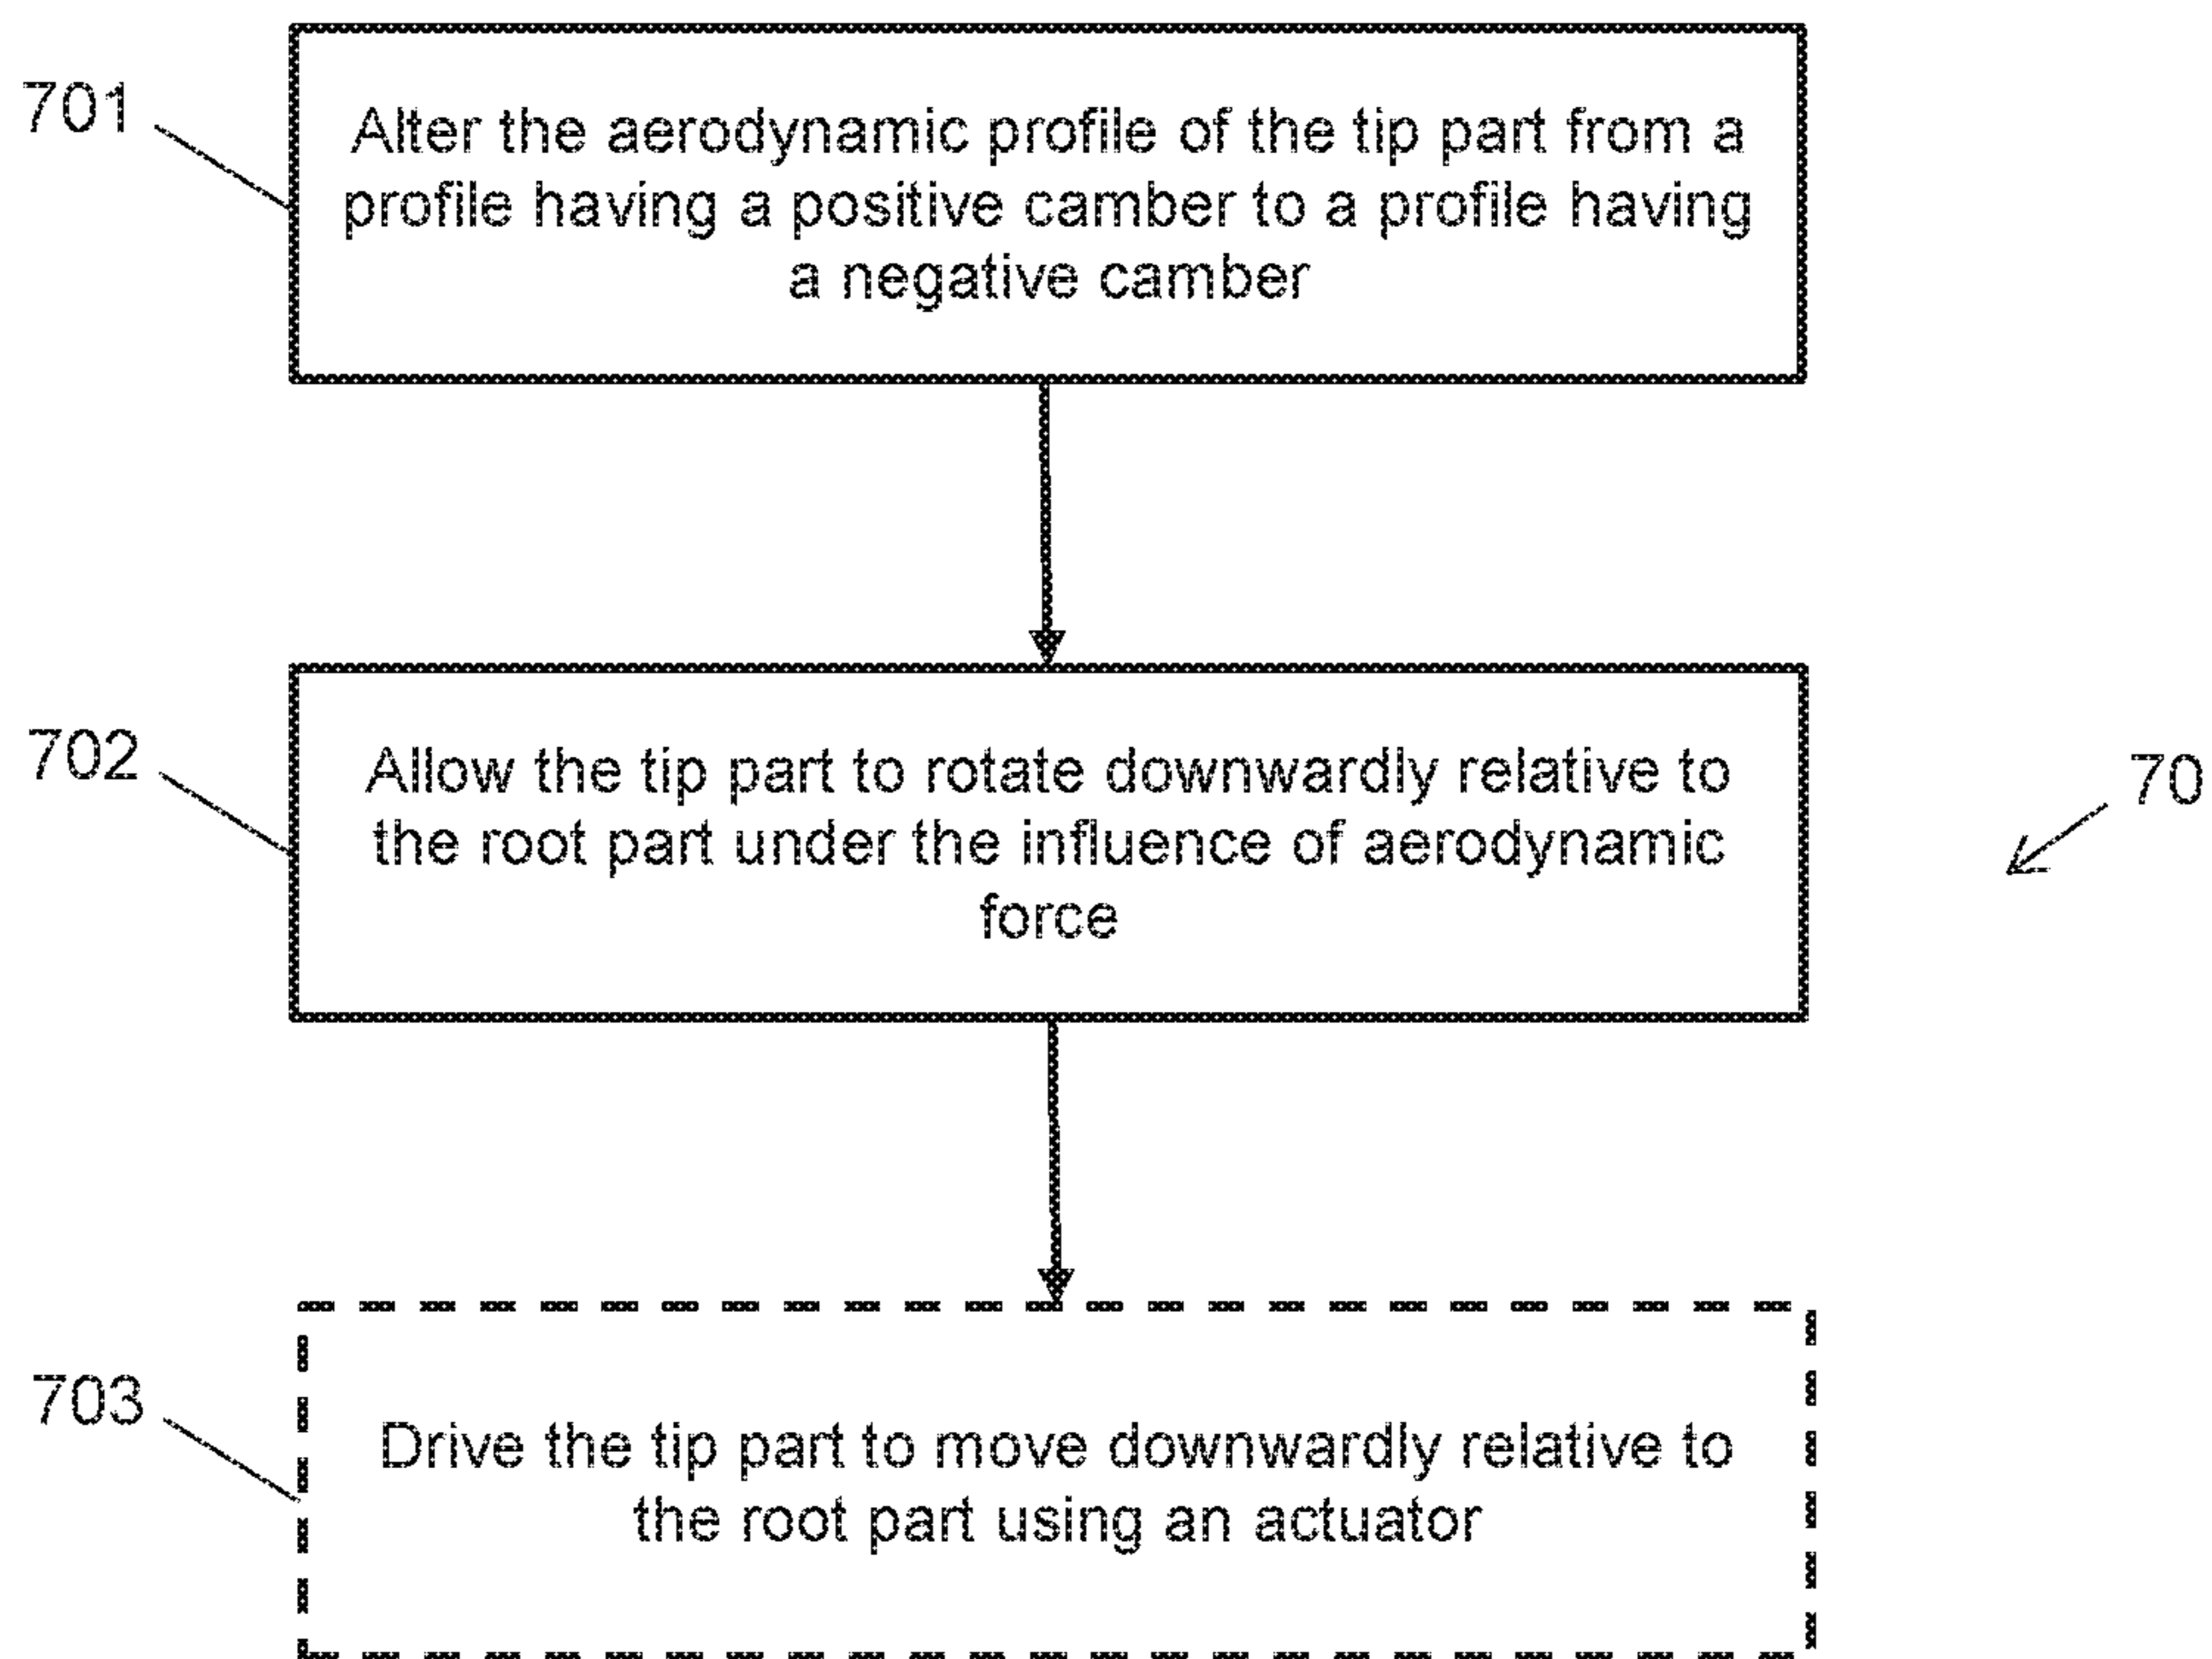 701
Alter the aerodynamic profile of the tip part from a
profile having a positive camber to a profile having
a negative camber
702
Allow the tip part to rotate downwardly relative to
the root part under the influence of aerodynamic
force
70
703
Drive the tip part to move downwardly relative to
the root part using an actuator